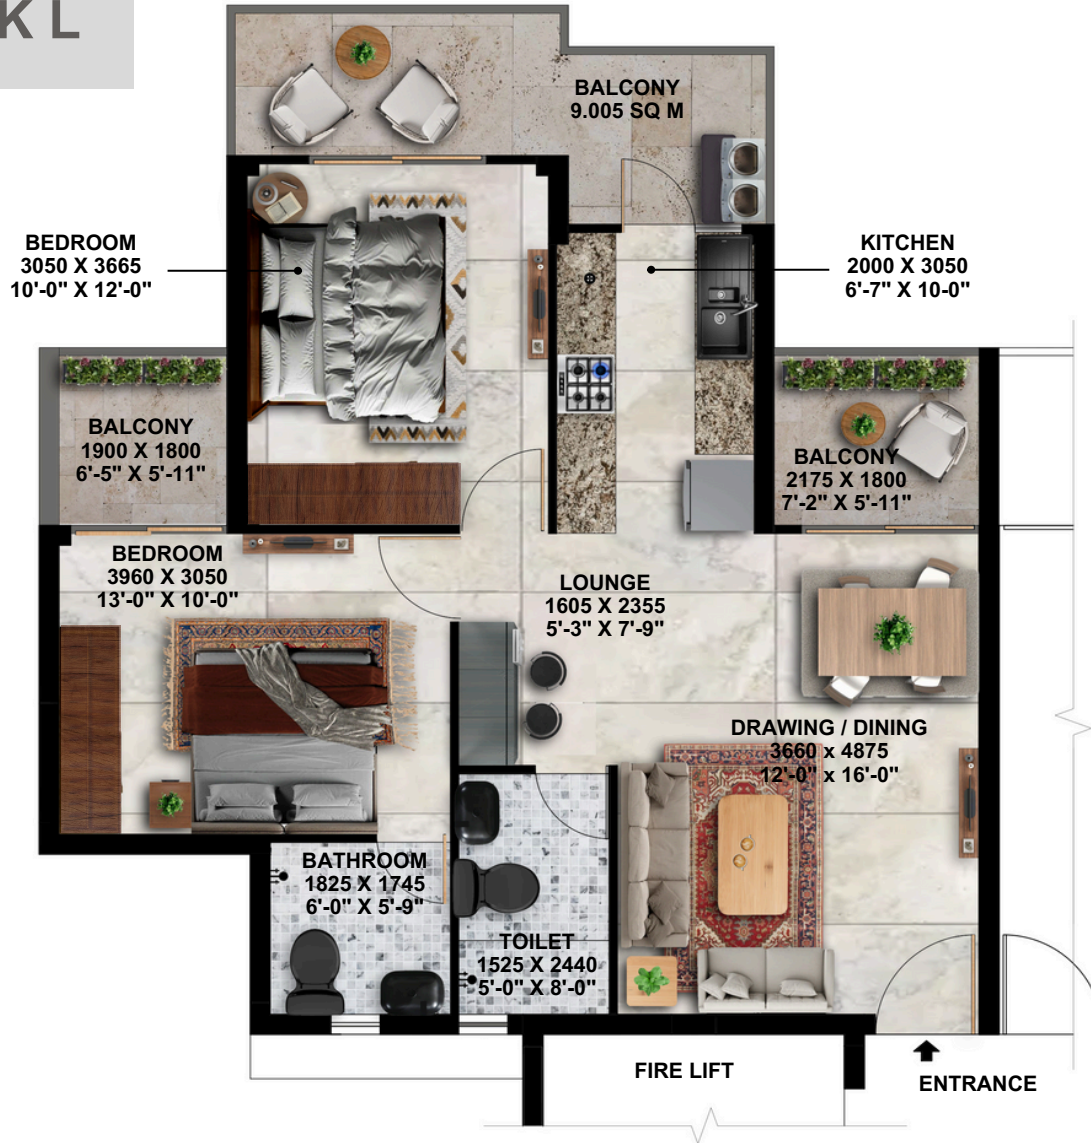 K L
BALCONY
9.005 SQ M
BEDROOM
3050 X 3665
10'-0" X 12'-0"
KITCHEN
2000 X 3050
6'-7" X 10-0"
BALCONY
1900 X 1800
6'-5" X 5'-11"
BALCONY
2175 X 1800
7'-2" X 5'-11"
BEDROOM
3960 X 3050
13'-0" X 10'-0"
LOUNGE
1605 X 2355
5'-3" X 7'-9"
DRAWING / DINING
3660 x 4875
12'-0" x 16'-0"
BATHROOM
1825 X 1745
6'-0" X 5'-9"
TOILET
1525 X 2440
5'-0" X 8'-0"
FIRE LIFT
ENTRANCE